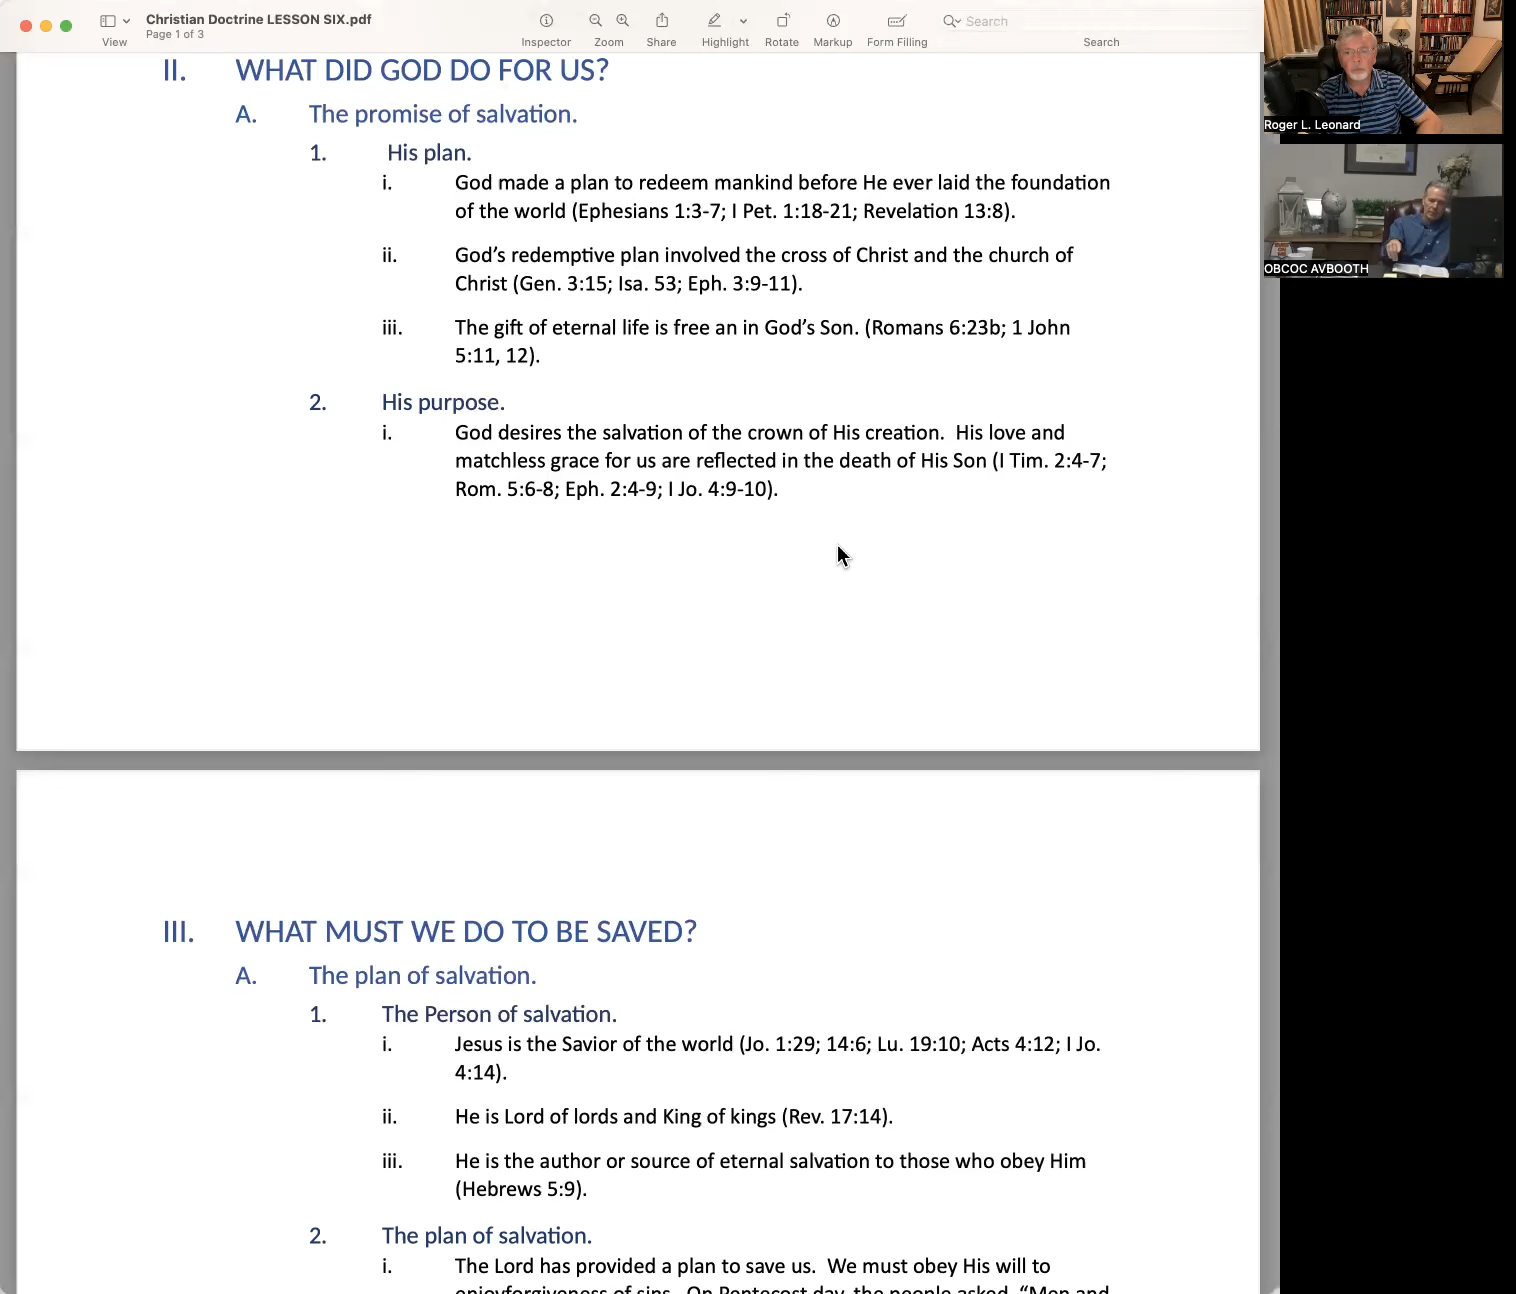 Christian Doctrine LESSON SIX.pdf
Page 1 of 3
View
Inspector
Zoom
Share
Highlight
Rotate
Markup
Form Filling
Search
Search
II. WHAT DID GOD DO FOR US?
A. The promise of salvation.
1. His plan.
i. God made a plan to redeem mankind before He ever laid the foundation
of the world (Ephesians 1:3-7; I Pet. 1:18-21; Revelation 13:8).
ii. God’s redemptive plan involved the cross of Christ and the church of
Christ (Gen. 3:15; Isa. 53; Eph. 3:9-11).
iii. The gift of eternal life is free an in God’s Son. (Romans 6:23b; 1 John
5:11, 12).
2. His purpose.
i. God desires the salvation of the crown of His creation.  His love and
matchless grace for us are reflected in the death of His Son (I Tim. 2:4-7;
Rom. 5:6-8; Eph. 2:4-9; I Jo. 4:9-10).
III. WHAT MUST WE DO TO BE SAVED?
A. The plan of salvation.
1. The Person of salvation.
i. Jesus is the Savior of the world (Jo. 1:29; 14:6; Lu. 19:10; Acts 4:12; I Jo.
4:14).
ii. He is Lord of lords and King of kings (Rev. 17:14).
iii. He is the author or source of eternal salvation to those who obey Him
(Hebrews 5:9).
2. The plan of salvation.
i. The Lord has provided a plan to save us.  We must obey His will to
enjoyforgiveness of sins.  On Pentecost day, the people asked, “Men and
Roger L. Leonard
OBCOC AVBOOTH